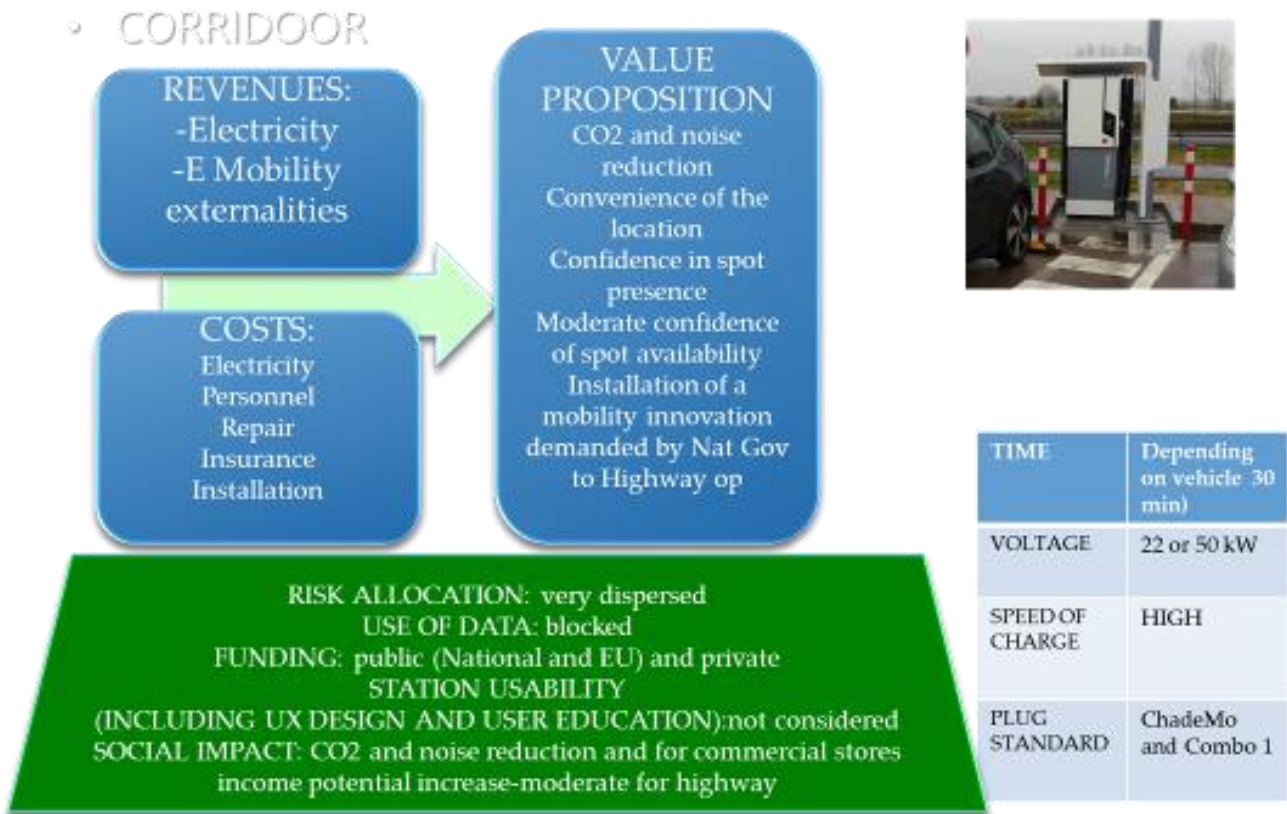 • CORRIDOOR
REVENUES:
-Electricity
-E Mobility
externalities
COSTS:
Electricity
Personnel
Repair
Insurance
Installation
VALUE
PROPOSITION
CO2 and noise
reduction
Convenience of the
location
Confidence in spot
presence
Moderate confidence
of spot availability
Installation of a
mobility innovation
demanded by Nat Gov
to Highway op
RISK ALLOCATION: very dispersed
USE OF DATA: blocked
FUNDING: public (National and EU) and private
STATION USABILITY
(INCLUDING UX DESIGN AND USER EDUCATION):not considered
SOCIAL IMPACT: CO2 and noise reduction and for commercial stores
income potential increase-moderate for highway
TIME
Depending
on vehicle 30
min)
VOLTAGE
22 or 50 kW
SPEED OF
CHARGE
HIGH
PLUG
STANDARD
ChadeMo
and Combo 1